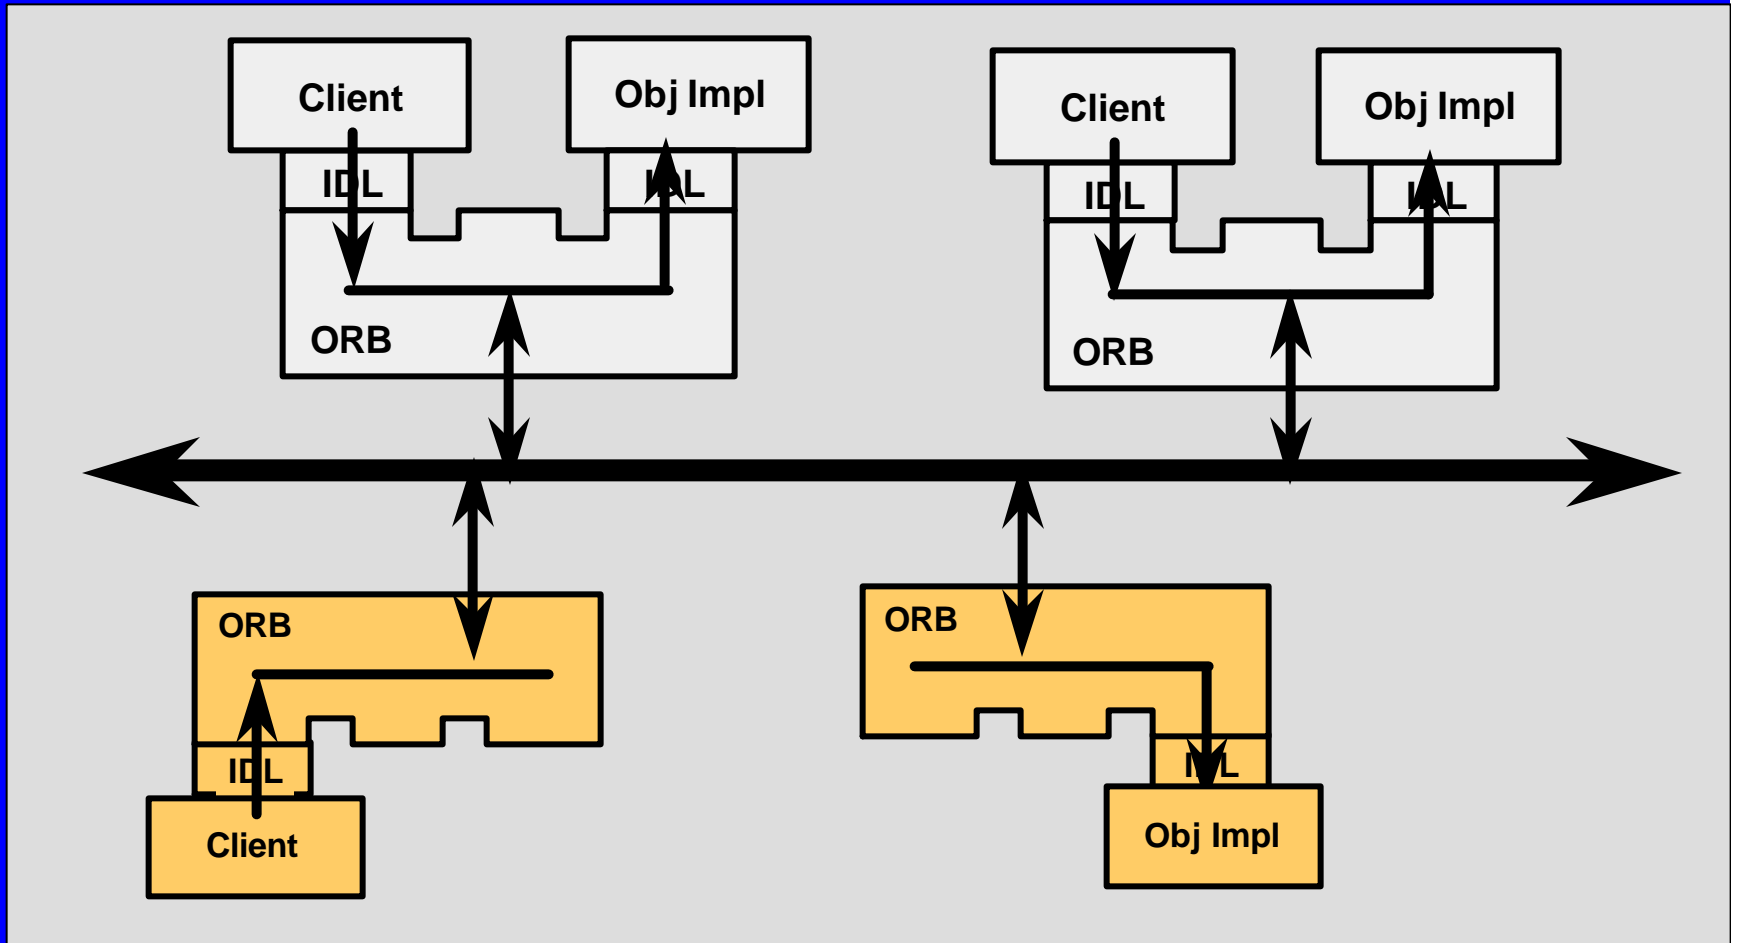 Client
Obj Impl
IDL
IDL
ORB
Client
Obj Impl
IDL
IDL
ORB
ORB
IDL
Client
ORB
IDL
Obj Impl